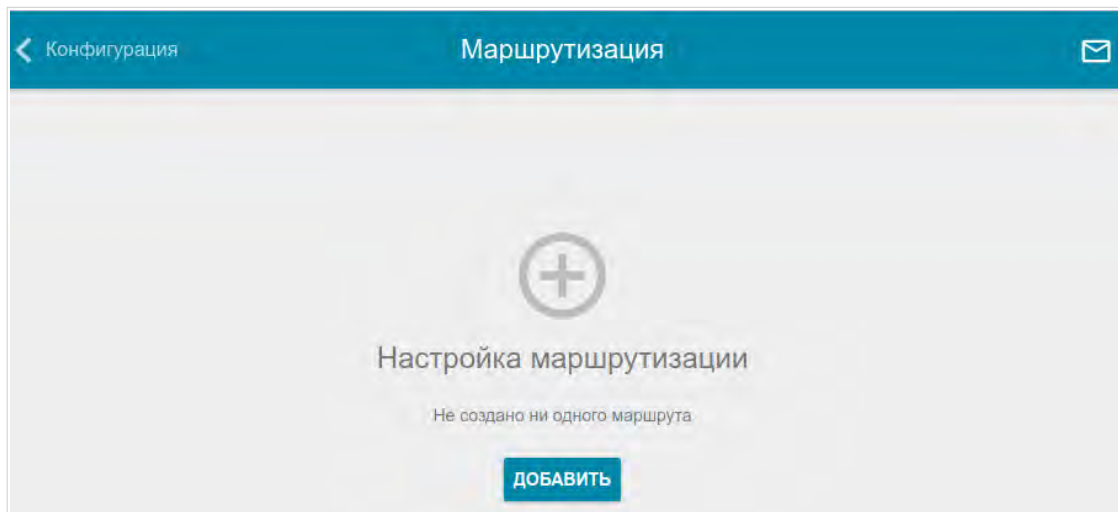 Конфигурация
Маршрутизация
Настройка маршрутизации
Не создано ни одного маршрута
ДОБАВИТЬ